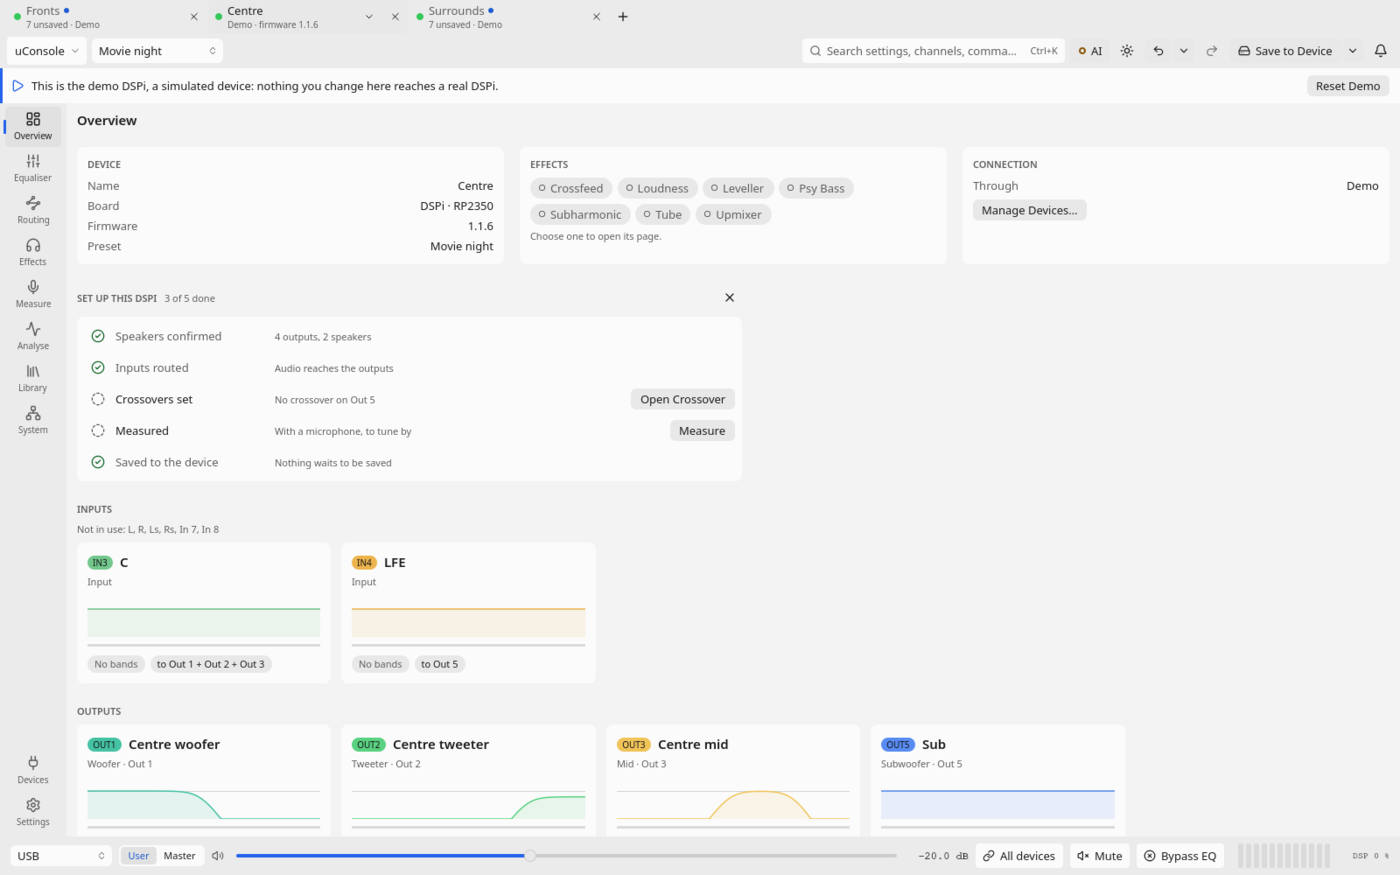 Fronts
7 unsaved · Demo
Centre
Demo · firmware 1.1.6
Surrounds
7 unsaved · Demo
uConsole
Movie night
Search settings, channels, comma...
Ctrl+K
AI
Save to Device
This is the demo DSPi, a simulated device: nothing you change here reaches a real DSPi.
Reset Demo
Overview
Equaliser
Routing
Effects
Measure
Analyse
Library
System
Devices
Settings
Overview
DEVICE
Name Centre
Board DSPi · RP2350
Firmware 1.1.6
Preset Movie night
EFFECTS
Crossfeed Loudness Leveller Psy Bass
Subharmonic Tube Upmixer
Choose one to open its page.
CONNECTION
Through Demo
Manage Devices...
SET UP THIS DSPI 3 of 5 done
Speakers confirmed 4 outputs, 2 speakers
Inputs routed Audio reaches the outputs
Crossovers set No crossover on Out 5 Open Crossover
Measured With a microphone, to tune by Measure
Saved to the device Nothing waits to be saved
INPUTS
Not in use: L, R, Ls, Rs, In 7, In 8
IN3 C
Input
No bands to Out 1 + Out 2 + Out 3
IN4 LFE
Input
No bands to Out 5
OUTPUTS
OUT1 Centre woofer
Woofer · Out 1
OUT2 Centre tweeter
Tweeter · Out 2
OUT3 Centre mid
Mid · Out 3
OUT5 Sub
Subwoofer · Out 5
USB
User Master
−20.0 dB
All devices
Mute
Bypass EQ
DSP 0 %